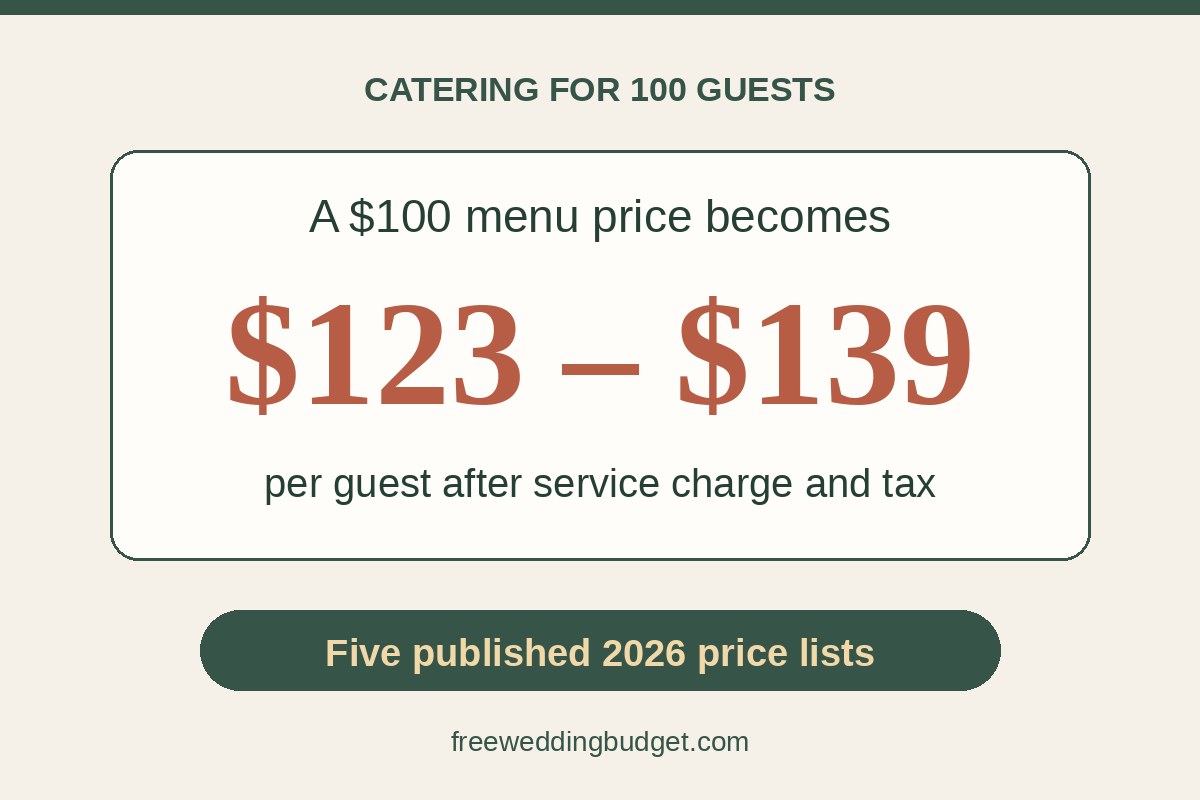 CATERING FOR 100 GUESTS
A $100 menu price becomes
$123 – $139
per guest after service charge and tax
Five published 2026 price lists
freeweddingbudget.com